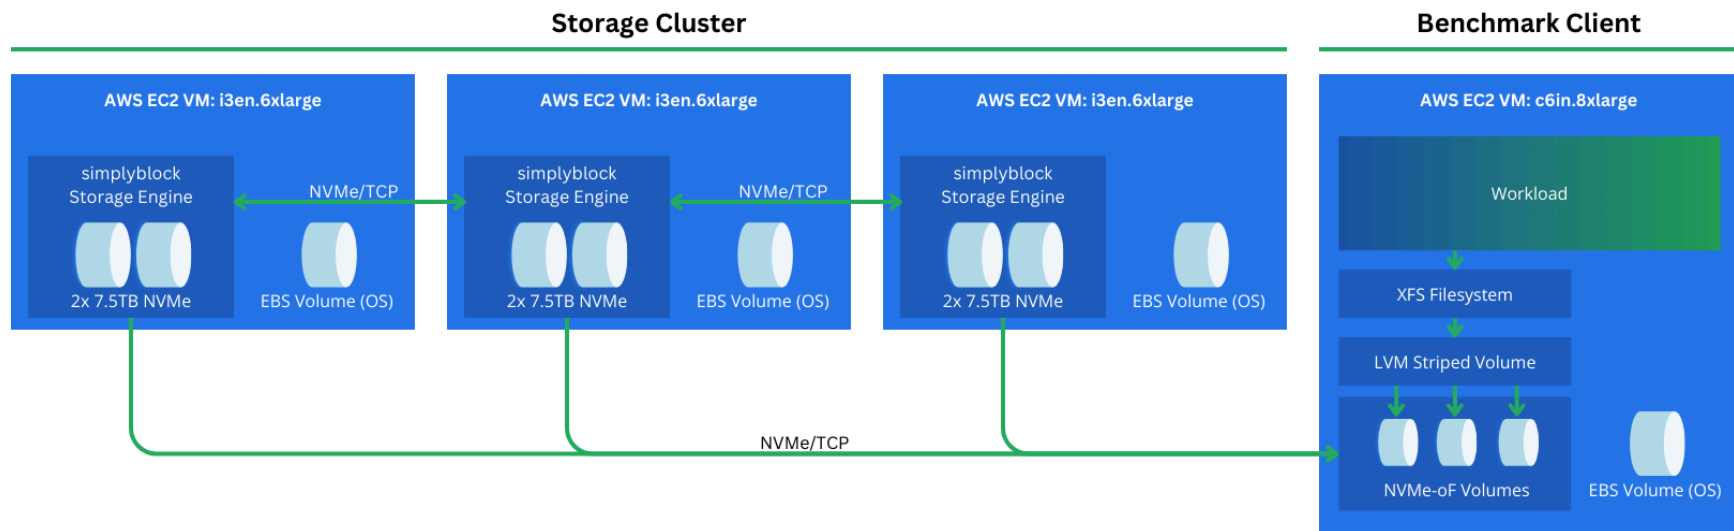 Storage Cluster
Benchmark Client
AWS EC2 VM: i3en.6xlarge
simplyblock
Storage Engine
2x 7.5TB NVMe
EBS Volume (OS)
NVMe/TCP
AWS EC2 VM: i3en.6xlarge
simplyblock
Storage Engine
2x 7.5TB NVMe
EBS Volume (OS)
NVMe/TCP
AWS EC2 VM: i3en.6xlarge
simplyblock
Storage Engine
2x 7.5TB NVMe
EBS Volume (OS)
NVMe/TCP
AWS EC2 VM: c6in.8xlarge
Workload
XFS Filesystem
LVM Striped Volume
NVMe-oF Volumes
EBS Volume (OS)